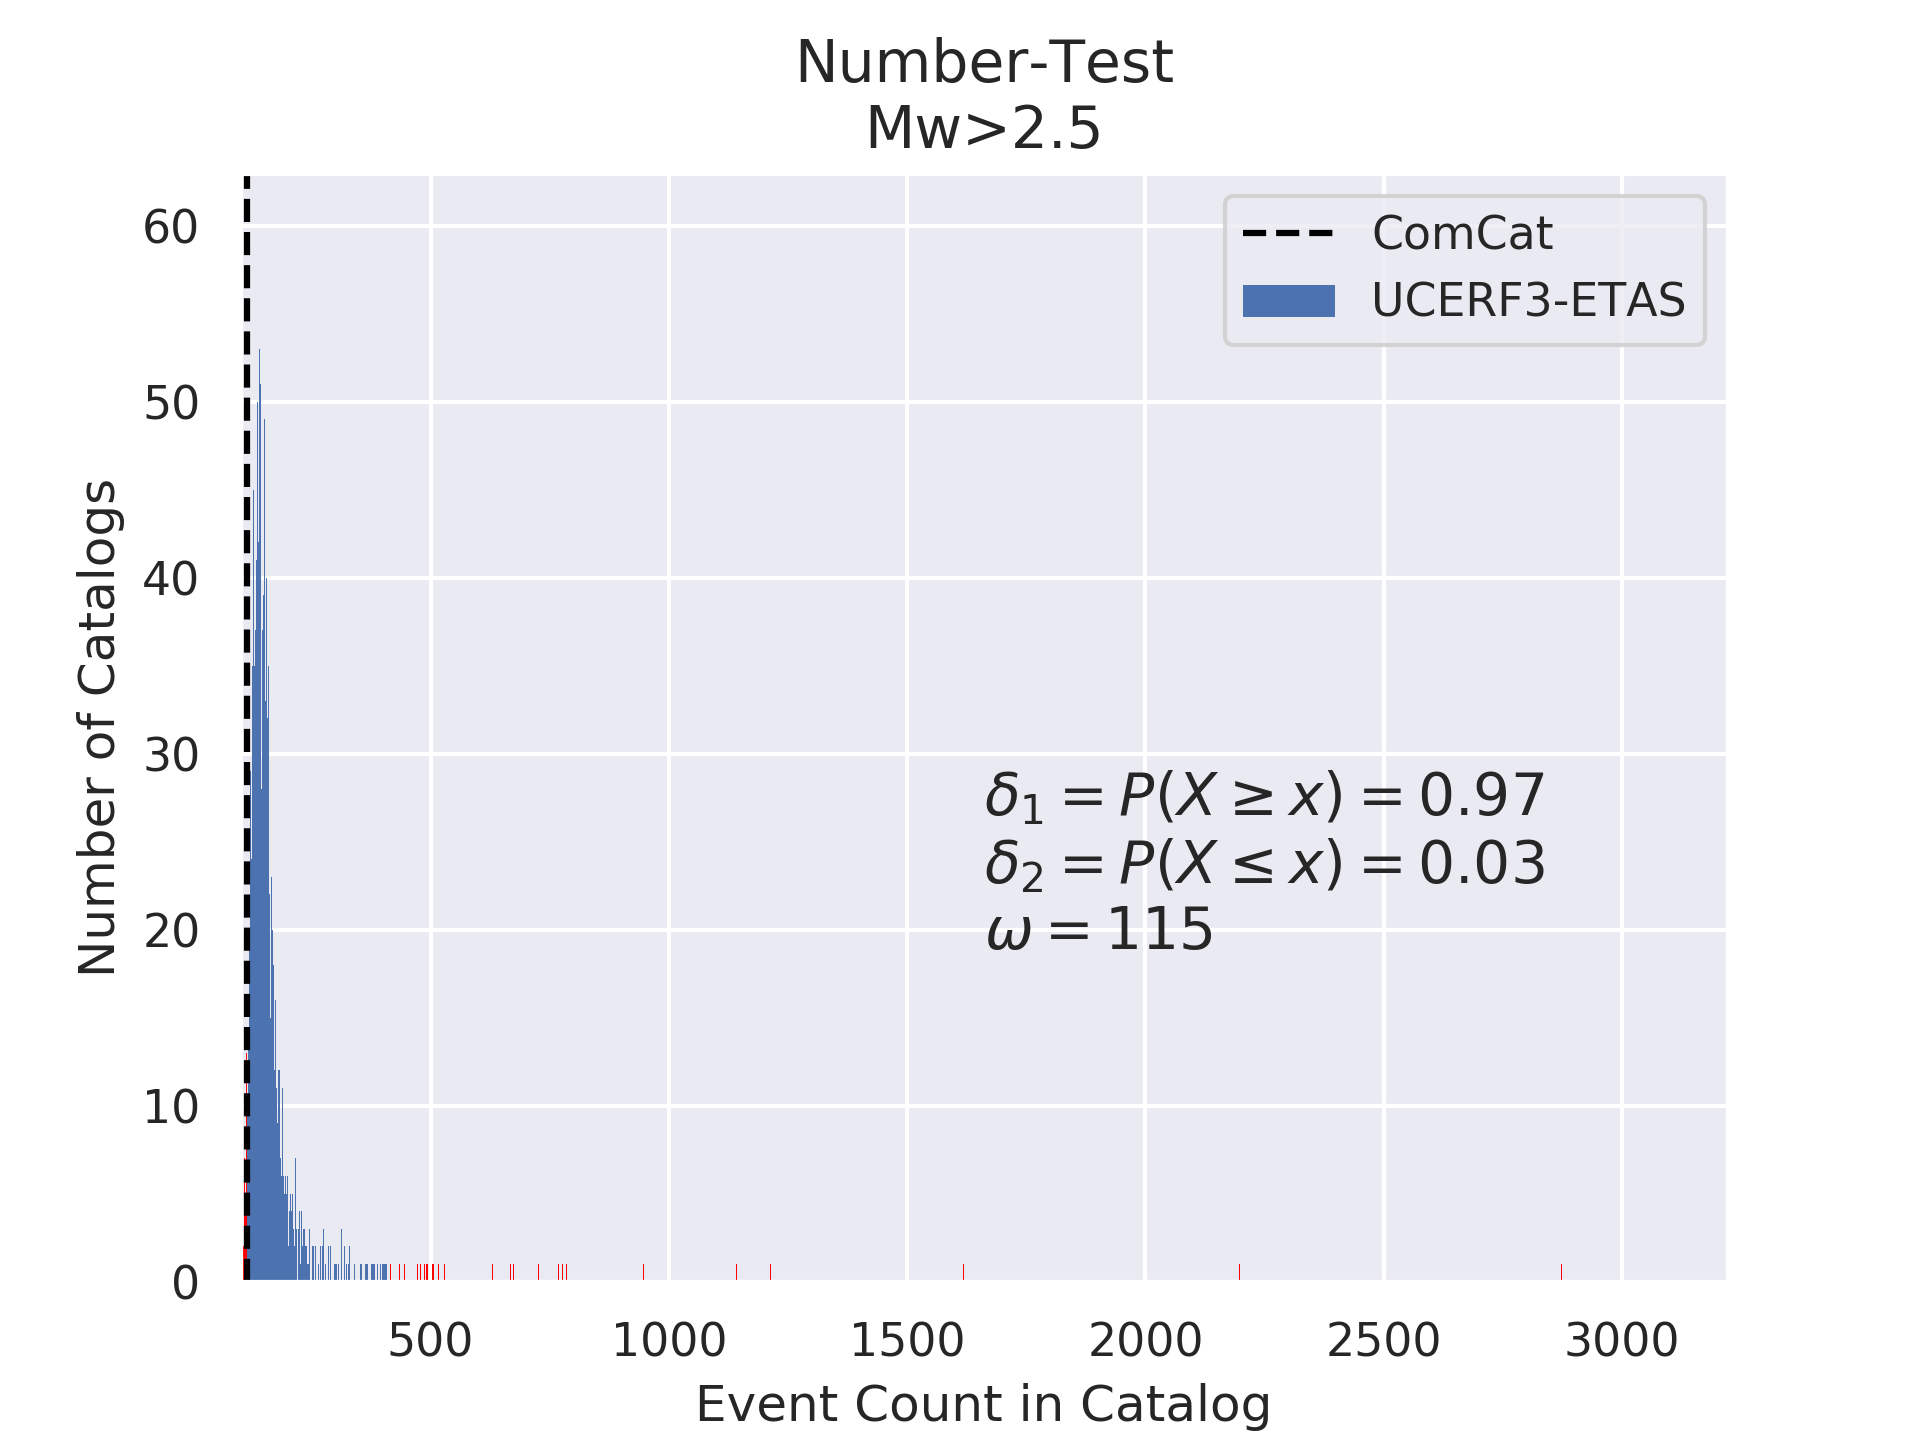 Number-Test
Mw>2.5
ComCat
UCERF3-ETAS
60
50
40
30
20
10
0
Number of Catalogs
δ₁ = P(X ≥ x) = 0.97
δ₂ = P(X ≤ x) = 0.03
ω = 115
500 1000 1500 2000 2500 3000
Event Count in Catalog